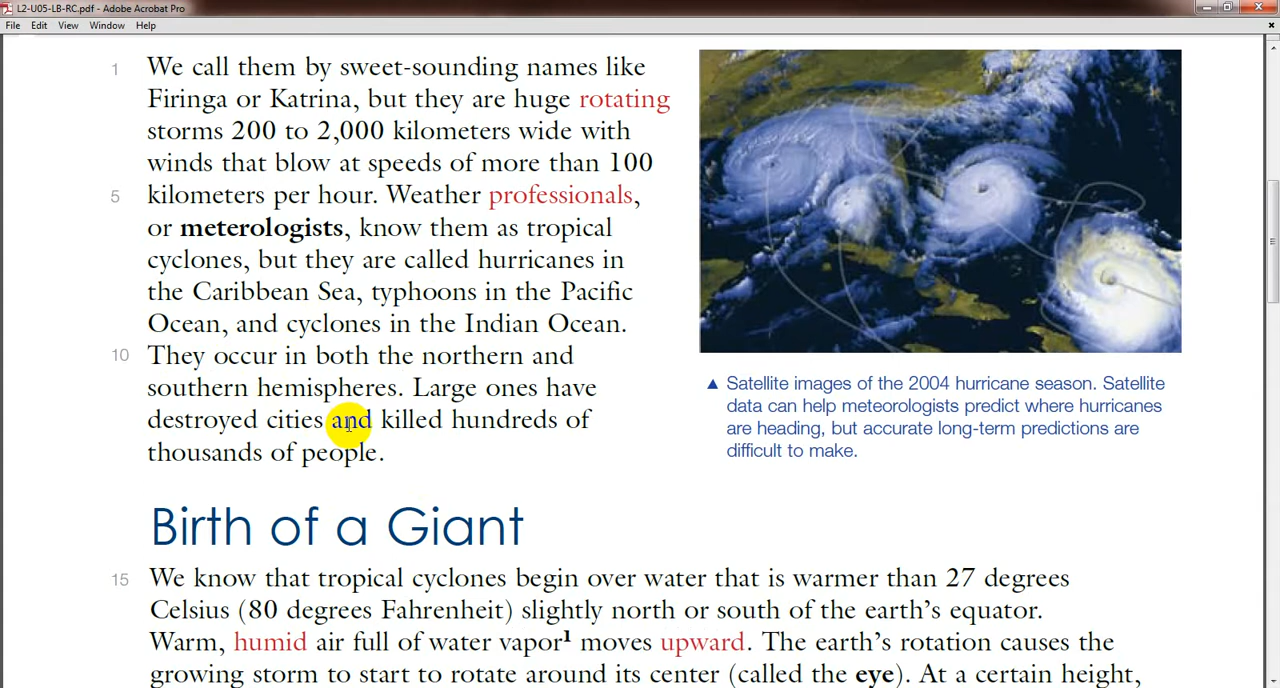 L2-U05-LB-RC.pdf - Adobe Acrobat Pro
File Edit View Window Help
1 We call them by sweet-sounding names like
Firinga or Katrina, but they are huge rotating
storms 200 to 2,000 kilometers wide with
winds that blow at speeds of more than 100
5 kilometers per hour. Weather professionals,
or meterologists, know them as tropical
cyclones, but they are called hurricanes in
the Caribbean Sea, typhoons in the Pacific
Ocean, and cyclones in the Indian Ocean.
10 They occur in both the northern and
southern hemispheres. Large ones have
destroyed cities and killed hundreds of
thousands of people.
▲ Satellite images of the 2004 hurricane season. Satellite
data can help meteorologists predict where hurricanes
are heading, but accurate long-term predictions are
difficult to make.
Birth of a Giant
15 We know that tropical cyclones begin over water that is warmer than 27 degrees
Celsius (80 degrees Fahrenheit) slightly north or south of the earth's equator.
Warm, humid air full of water vapor¹ moves upward. The earth's rotation causes the
growing storm to start to rotate around its center (called the eye). At a certain height,